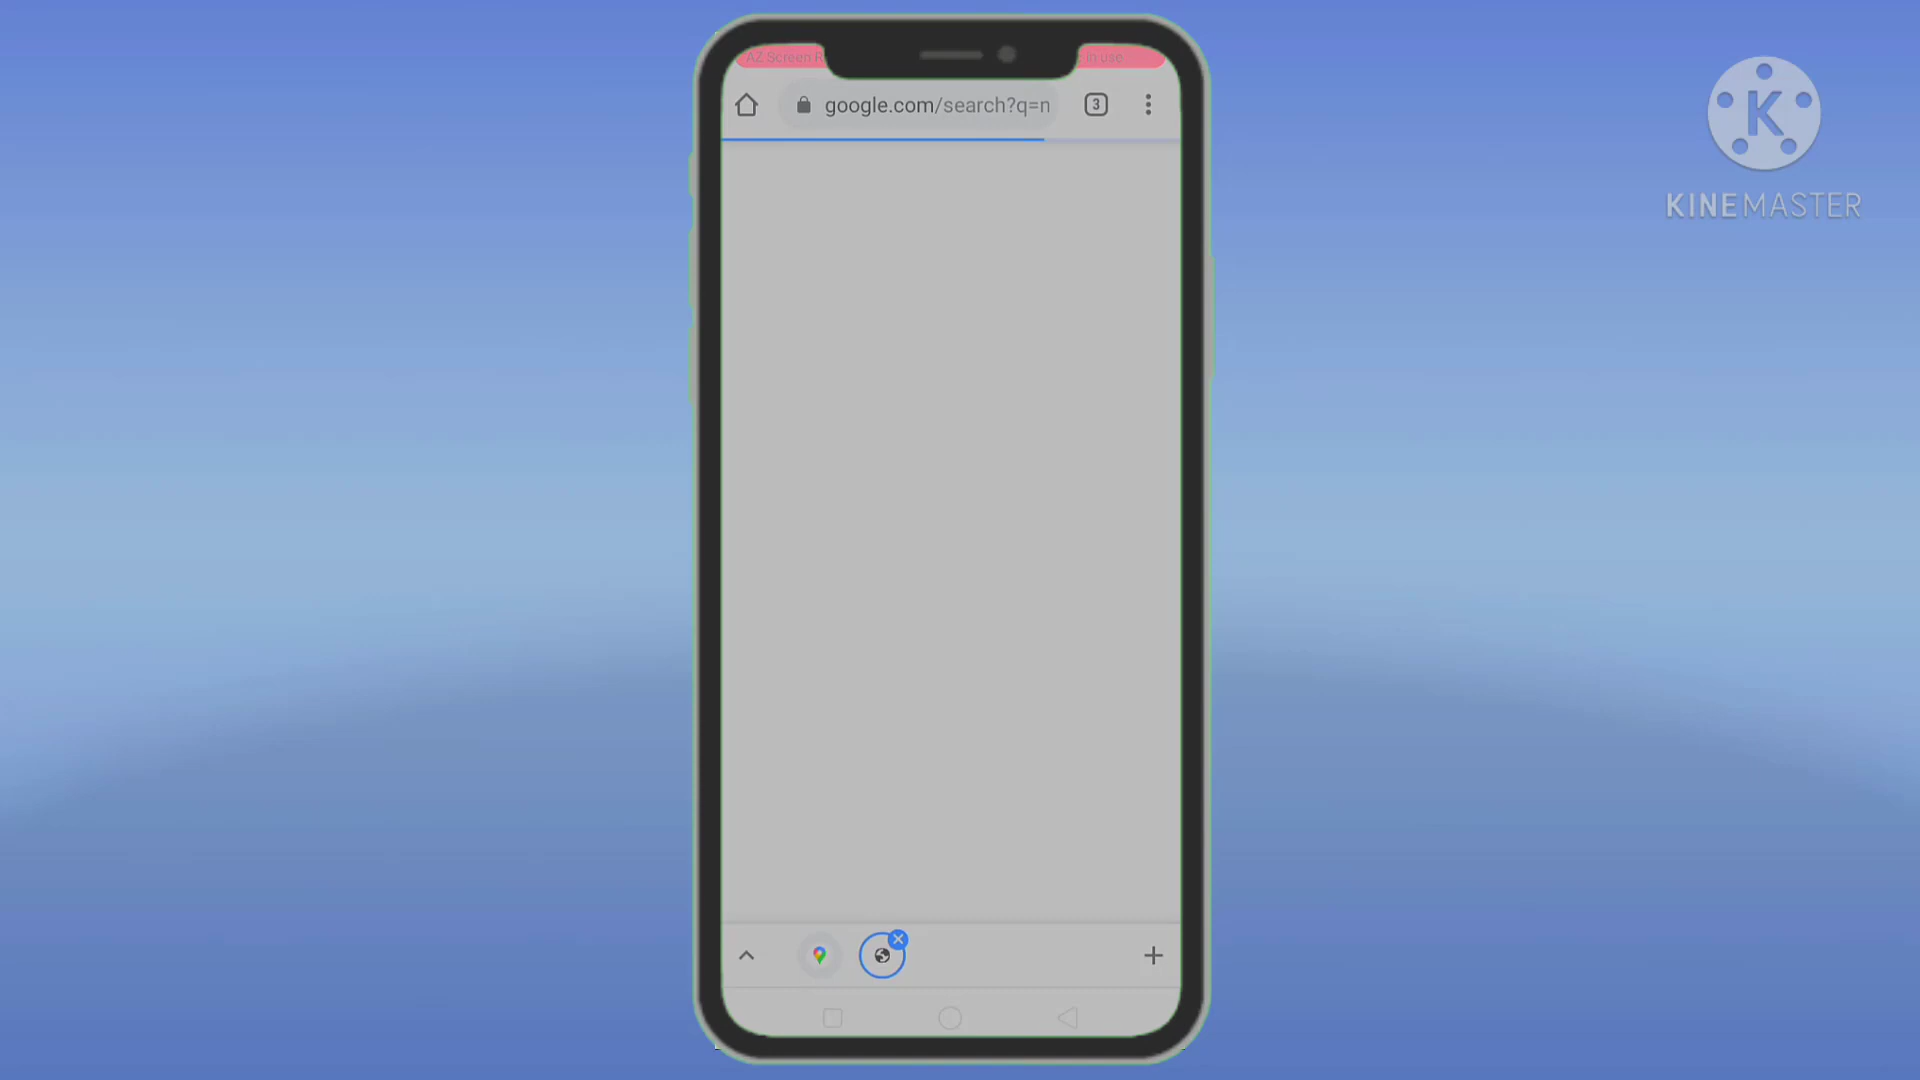 AZ Screen R
in use
google.com/search?q=n
3
K
KINEMASTER